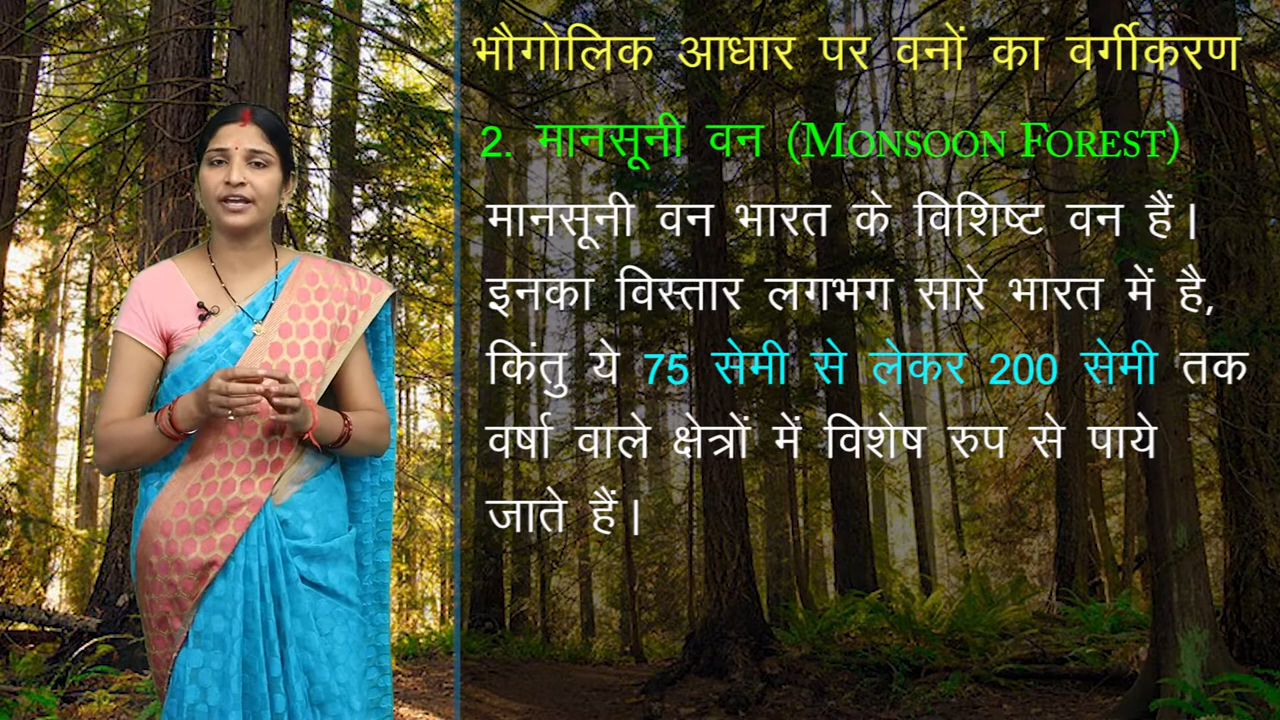 भौगोलिक आधार पर वनों का वर्गीकरण
2. मानसूनी वन (MONSOON FOREST)
मानसूनी वन भारत के विशिष्ट वन हैं।
इनका विस्तार लगभग सारे भारत में है,
किंतु ये 75 सेमी से लेकर 200 सेमी तक
वर्षा वाले क्षेत्रों में विशेष रुप से पाये
जाते हैं।